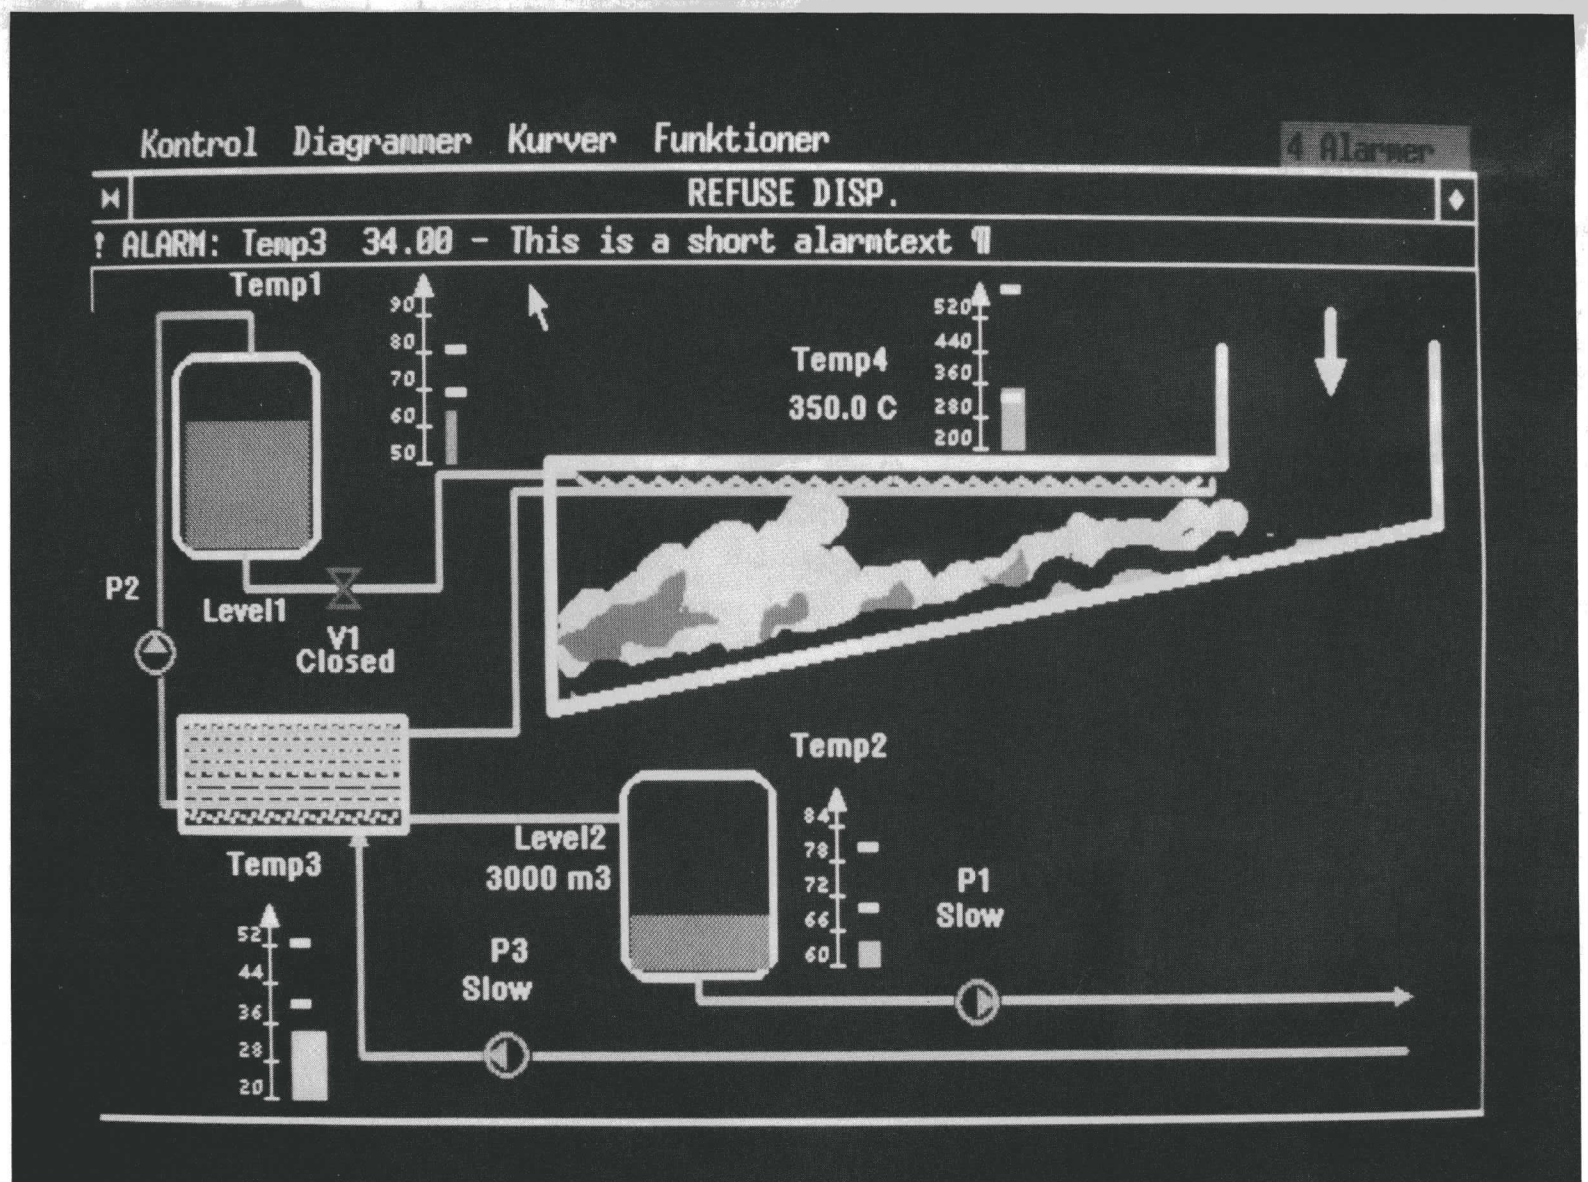 Kontrol Diagrammer Kurver Funktioner 4 Alarmer
REFUSE DISP.
! ALARM: Temp3 34.00 - This is a short alarmtext ¶
Temp1
90
80
70
60
50
Temp4
350.0 C
520
440
360
280
200
P2
Level1
V1
Closed
Temp2
84
78
72
66
60
Level2
3000 m3
P1
Slow
Temp3
52
44
36
28
20
P3
Slow